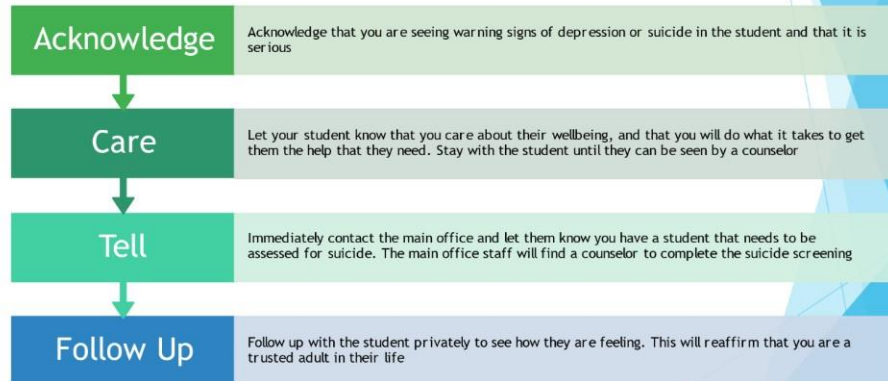 Acknowledge
Acknowledge that you are seeing warning signs of depression or suicide in the student and that it is
serious
Care
Let your student know that you care about their wellbeing, and that you will do what it takes to get
them the help that they need. Stay with the student until they can be seen by a counselor
Tell
Immediately contact the main office and let them know you have a student that needs to be
assessed for suicide. The main office staff will find a counselor to complete the suicide screening
Follow Up
Follow up with the student privately to see how they are feeling. This will reaffirm that you are a
trusted adult in their life